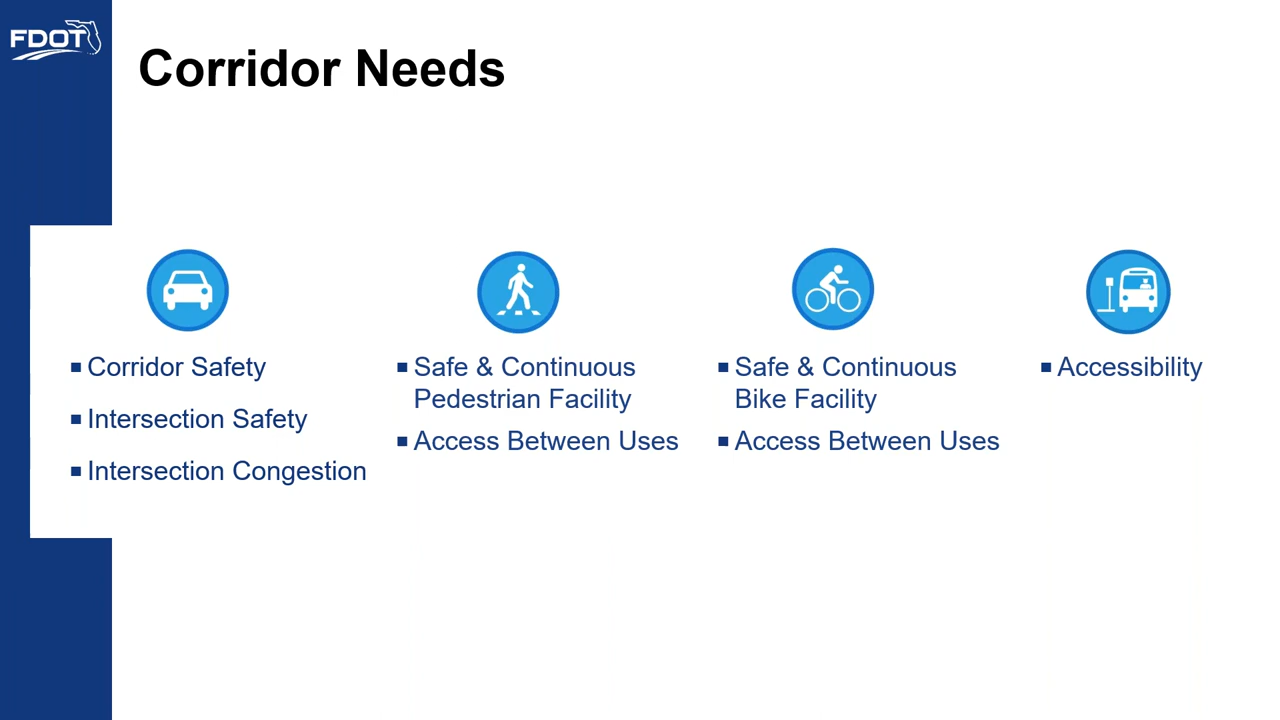 FDOT
Corridor Needs
Corridor Safety
Intersection Safety
Intersection Congestion
Safe & Continuous
Pedestrian Facility
Access Between Uses
Safe & Continuous
Bike Facility
Access Between Uses
Accessibility